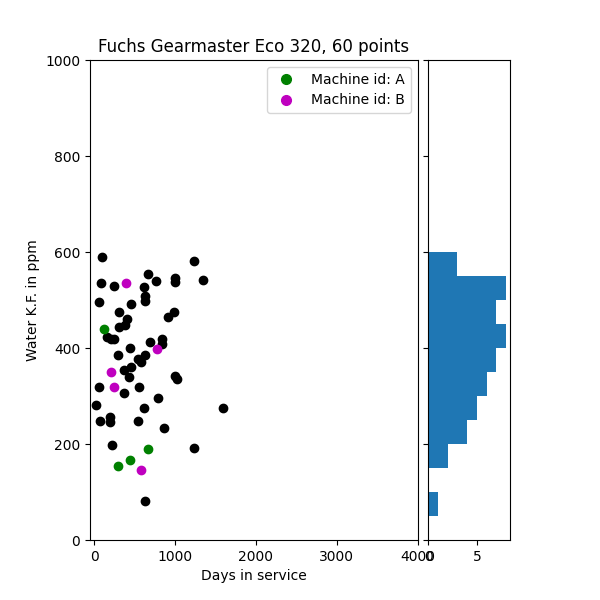 Fuchs Gearmaster Eco 320, 60 points
Machine id: A
Machine id: B
Water K.F. in ppm
1000
800
600
400
200
0
0 1000 2000 3000 4000
0 5
Days in service